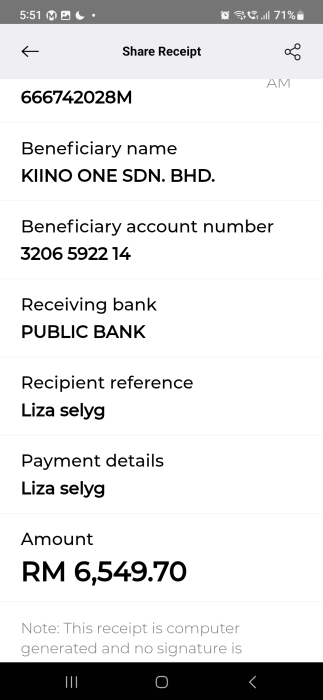 5:51
71%
Share Receipt
AM
666742028M
Beneficiary name
KIINO ONE SDN. BHD.
Beneficiary account number
3206 5922 14
Receiving bank
PUBLIC BANK
Recipient reference
Liza selyg
Payment details
Liza selyg
Amount
RM 6,549.70
Note: This receipt is computer
generated and no signature is